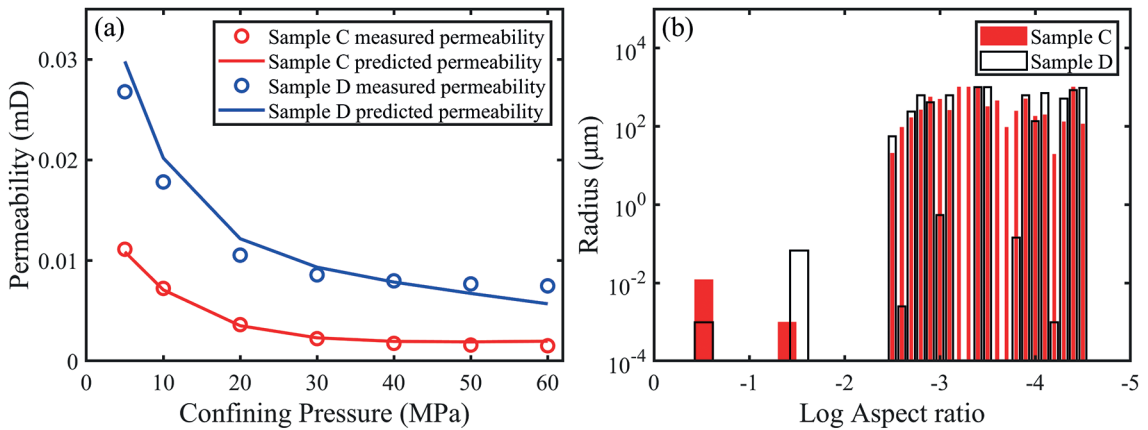 (a)
Sample C measured permeability
Sample C predicted permeability
Sample D measured permeability
Sample D predicted permeability
Permeability (mD)
0.03
0.02
0.01
0
0 10 20 30 40 50 60
Confining Pressure (MPa)
(b)
Sample C
Sample D
Radius (μm)
10^4
10^2
10^0
10^-2
10^-4
0 -1 -2 -3 -4 -5
Log Aspect ratio